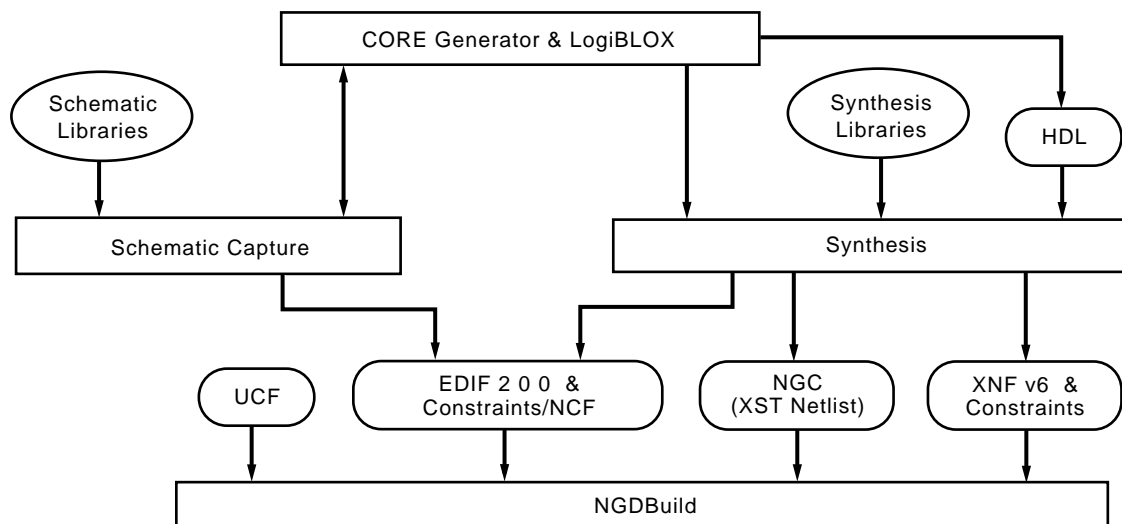 CORE Generator & LogiBLOX
Schematic
Libraries
Synthesis
Libraries
HDL
Schematic Capture
Synthesis
UCF
EDIF 2 0 0 &
Constraints/NCF
NGC
(XST Netlist)
XNF v6 &
Constraints
NGDBuild